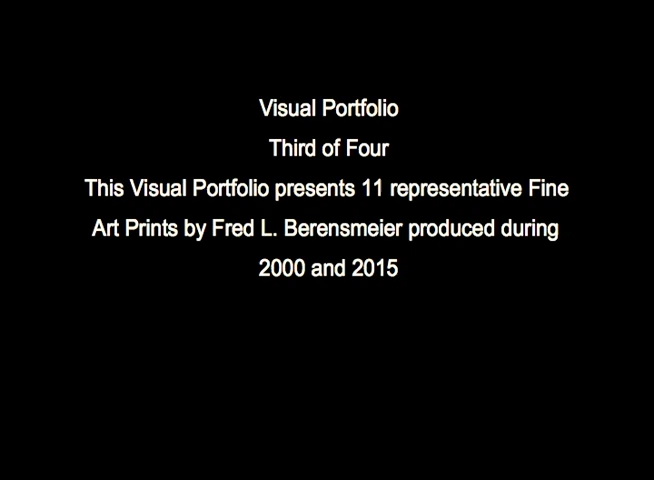 Visual Portfolio
Third of Four
This Visual Portfolio presents 11 representative Fine
Art Prints by Fred L. Berensmeier produced during
2000 and 2015